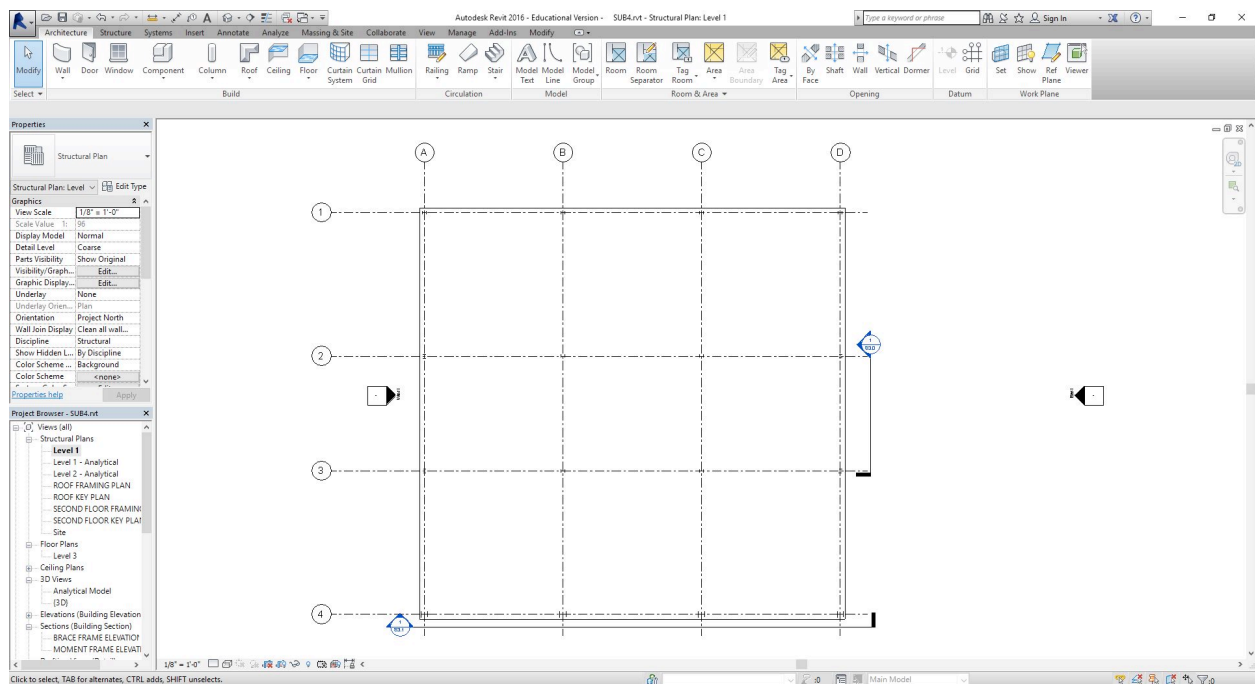 Autodesk Revit 2016 - Educational Version - SUB4.rvt - Structural Plan: Level 1
Type a keyword or phrase
Sign In
Architecture Structure Systems Insert Annotate Analyze Massing & Site Collaborate View Manage Add-Ins Modify
Modify Wall Door Window Component Column Roof Ceiling Floor Curtain System Curtain Grid Mullion Railing Ramp Stair Model Text Model Line Model Group Room Room Separator Tag Room Area Area Boundary Tag Area By Face Shaft Wall Vertical Dormer Level Grid Set Show Ref Plane Viewer
Select Build Circulation Model Room & Area Opening Datum Work Plane
Properties
Structural Plan
Structural Plan: Level Edit Type
Graphics
View Scale 1/8" = 1'-0"
Scale Value 1: 96
Display Model Normal
Detail Level Coarse
Parts Visibility Show Original
Visibility/Graph... Edit...
Graphic Display... Edit...
Underlay None
Underlay Orien... Plan
Orientation Project North
Wall Join Display Clean all wall...
Discipline Structural
Show Hidden L... By Discipline
Color Scheme ... Background
Color Scheme <none>
Properties help Apply
Project Browser - SUB4.rvt
Views (all)
Structural Plans
Level 1
Level 1 - Analytical
Level 2 - Analytical
ROOF FRAMING PLAN
ROOF KEY PLAN
SECOND FLOOR FRAMING
SECOND FLOOR KEY PLAN
Site
Floor Plans
Level 3
Ceiling Plans
3D Views
Analytical Model
{3D}
Elevations (Building Elevation
Sections (Building Section)
BRACE FRAME ELEVATION
MOMENT FRAME ELEVATI
A B C D
1
2
1
S3.0
3
4
1
S3.1
1/8" = 1'-0"
Click to select, TAB for alternates, CTRL adds, SHIFT unselects.
:0
Main Model
:0